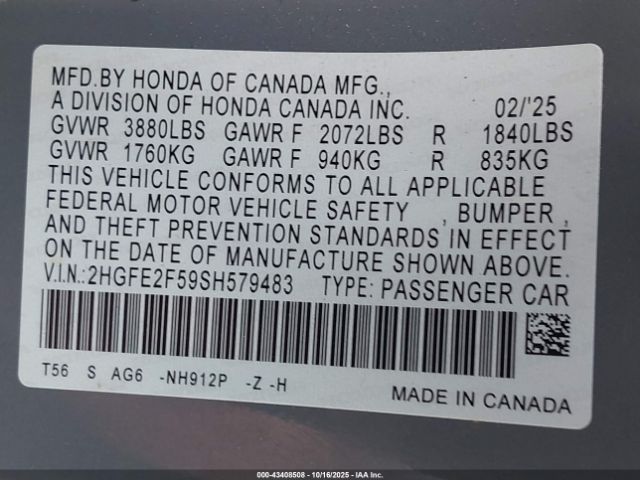 MFD.BY HONDA OF CANADA MFG.,
A DIVISION OF HONDA CANADA INC. 02/'25
GVWR 3880LBS GAWR F 2072LBS R 1840LBS
GVWR 1760KG GAWR F 940KG R 835KG
THIS VEHICLE CONFORMS TO ALL APPLICABLE
FEDERAL MOTOR VEHICLE SAFETY , BUMPER ,
AND THEFT PREVENTION STANDARDS IN EFFECT
ON THE DATE OF MANUFACTURE SHOWN ABOVE.
V.I.N.:2HGFE2F59SH579483 TYPE: PASSENGER CAR
T56 S AG6 -NH912P -Z -H
MADE IN CANADA
000-43408508 - 10/16/2025 - IAA Inc.